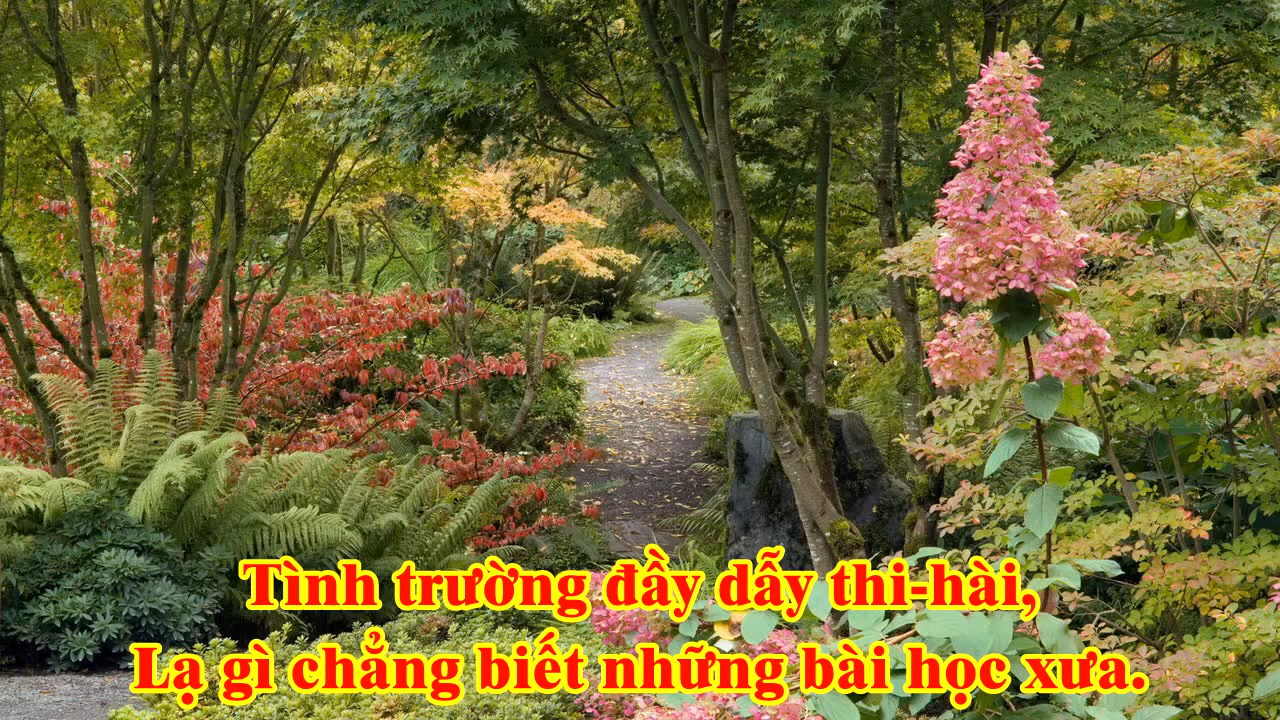 Tình trường đầy dẫy thi-hài,
Lạ gì chẳng biết những bài học xưa.